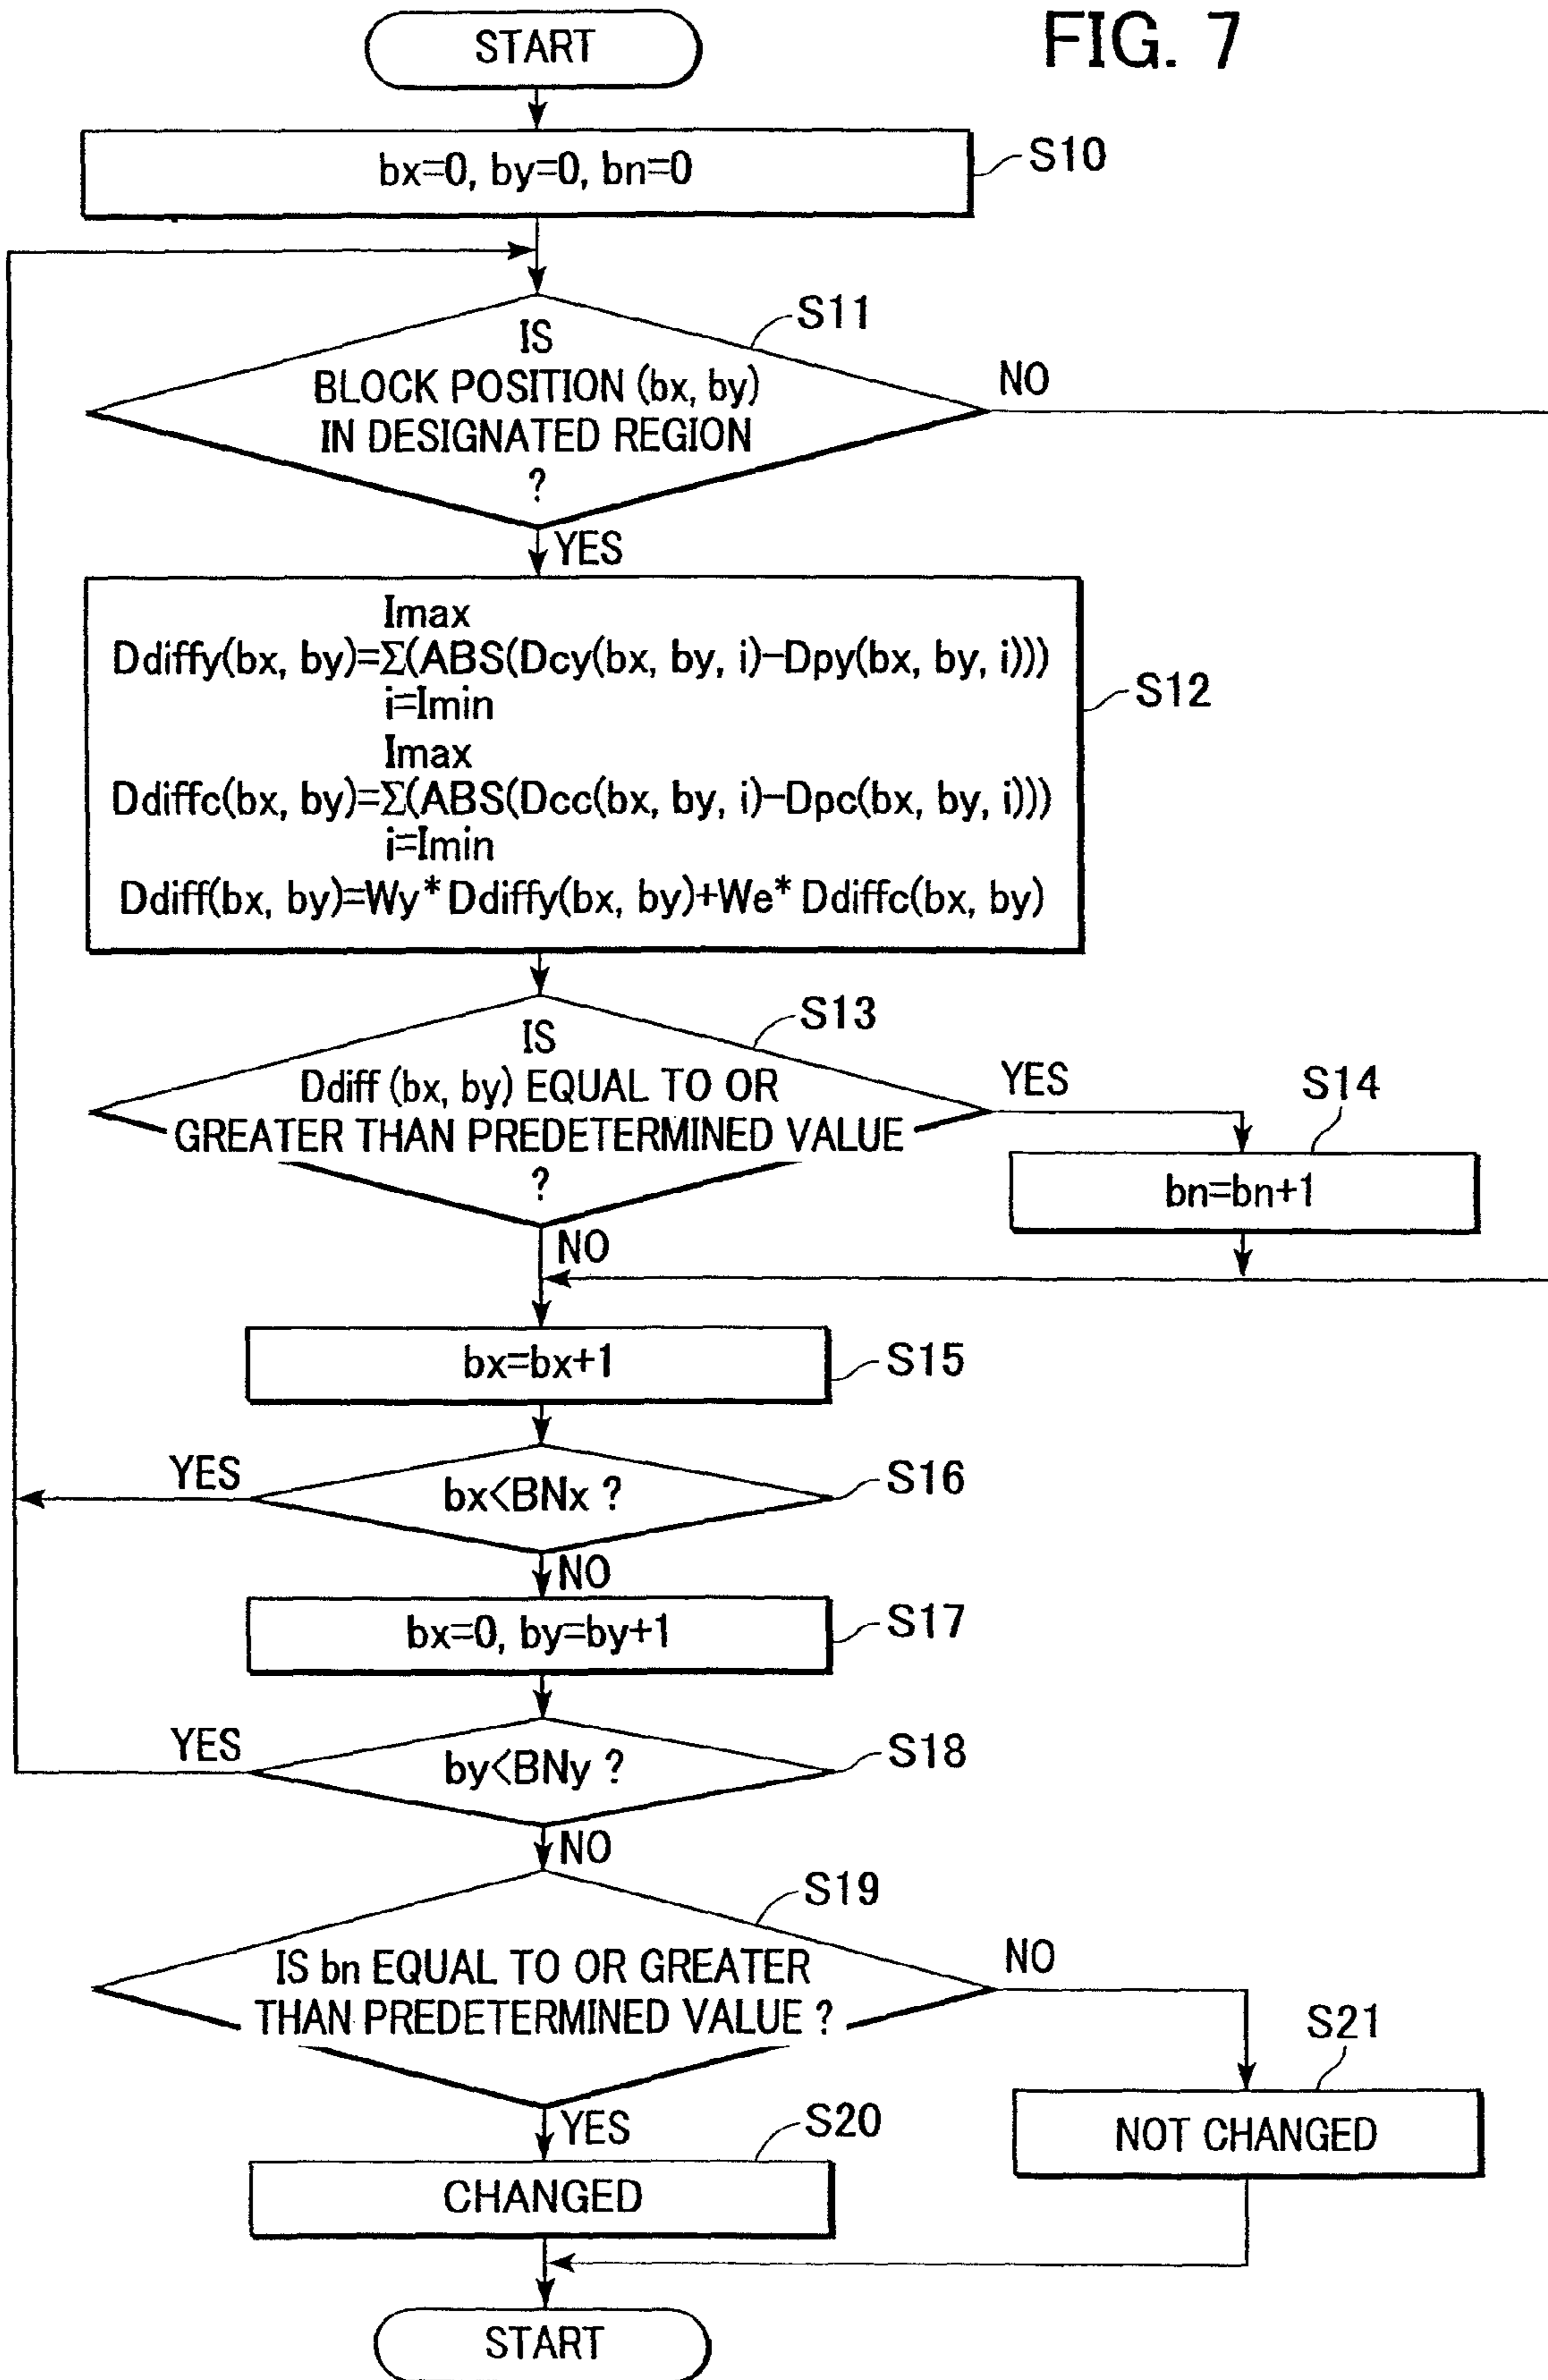 FIG. 7
START
bx=0, by=0, bn=0
S10
S11
IS
BLOCK POSITION (bx, by)
IN DESIGNATED REGION
?
NO
YES
Imax
Ddiffy(bx, by)=Σ(ABS(Dcy(bx, by, i)-Dpy(bx, by, i)))
i=Imin
Imax
Ddiffc(bx, by)=Σ(ABS(Dcc(bx, by, i)-Dpc(bx, by, i)))
i=Imin
Ddiff(bx, by)=Wy* Ddiffy(bx, by)+We* Ddiffc(bx, by)
S12
S13
IS
Ddiff (bx, by) EQUAL TO OR
GREATER THAN PREDETERMINED VALUE
?
YES
S14
bn=bn+1
NO
bx=bx+1
S15
YES
bx<BNx ?
S16
NO
bx=0, by=by+1
S17
YES
by<BNy ?
S18
NO
S19
IS bn EQUAL TO OR GREATER
THAN PREDETERMINED VALUE ?
NO
S21
NOT CHANGED
YES
S20
CHANGED
START